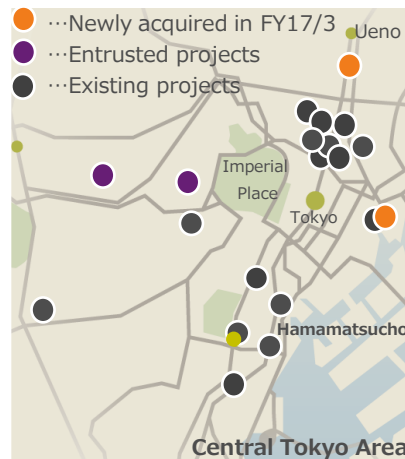 …Newly acquired in FY17/3
…Entrusted projects
…Existing projects
Ueno
Imperial
Place
Tokyo
Hamamatsucho
Central Tokyo Area